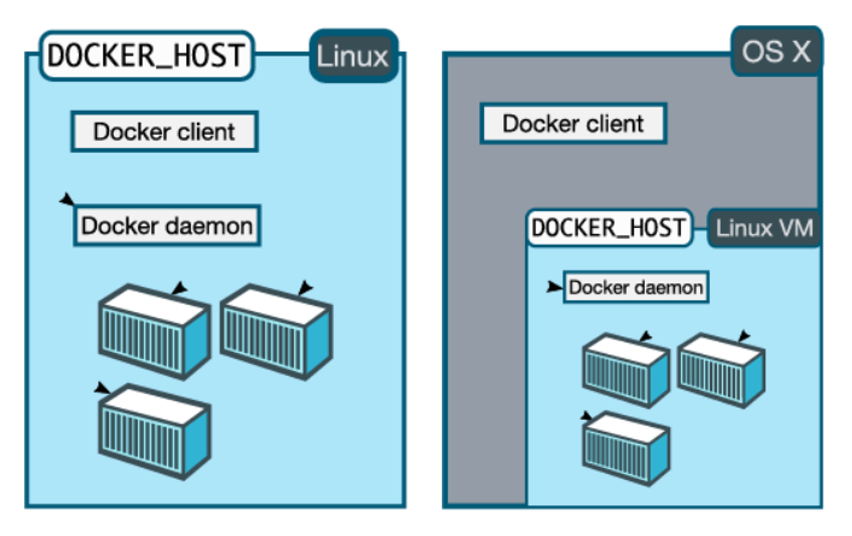 DOCKER_HOST
Linux
Docker client
Docker daemon
OS X
Docker client
DOCKER_HOST
Linux VM
Docker daemon